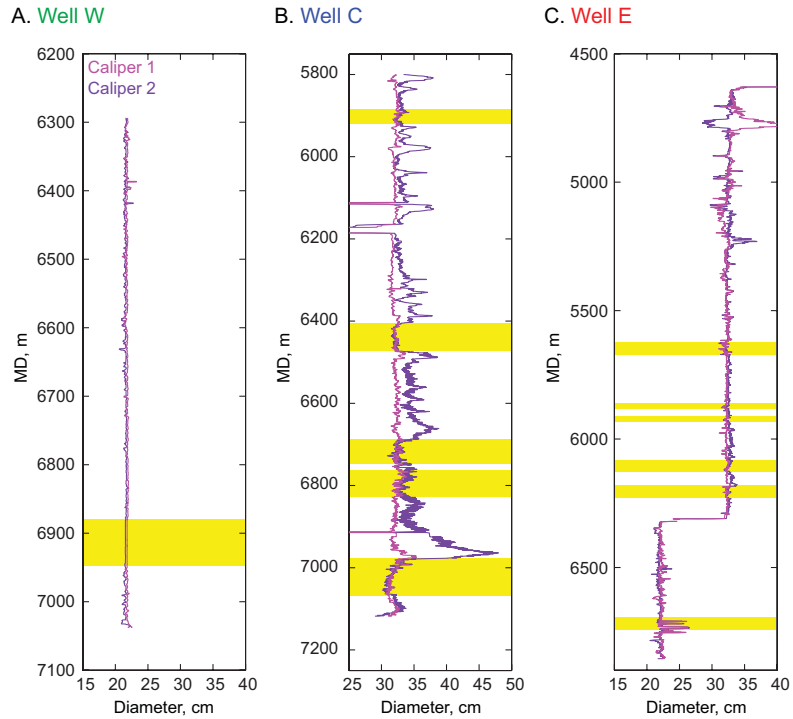 A. Well W
B. Well C
C. Well E
Caliper 1
Caliper 2
6200
6300
6400
6500
6600
6700
6800
6900
7000
7100
MD, m
15 20 25 30 35 40
Diameter, cm
5800
6000
6200
6400
6600
6800
7000
7200
MD, m
25 30 35 40 45 50
Diameter, cm
4500
5000
5500
6000
6500
MD, m
15 20 25 30 35 40
Diameter, cm